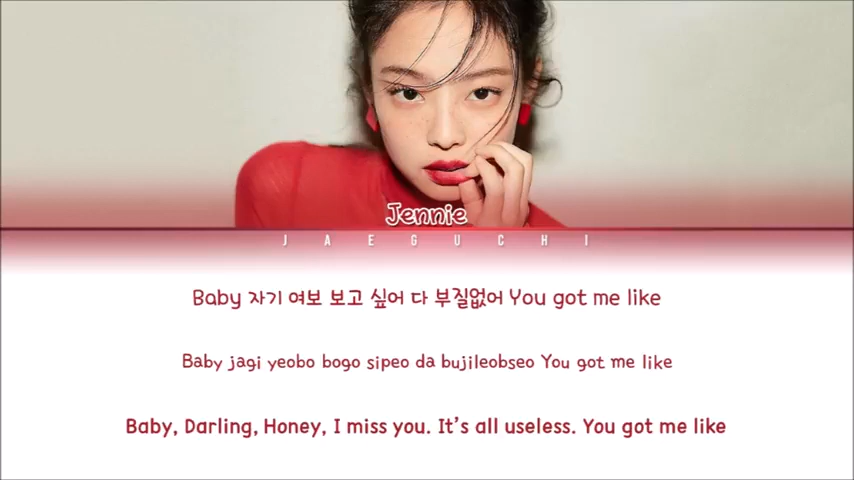 Jennie
JAEGUCHI
Baby 자기 여보 보고 싶어 다 부질없어 You got me like
Baby jagi yeobo bogo sipeo da bujileobseo You got me like
Baby, Darling, Honey, I miss you. It's all useless. You got me like